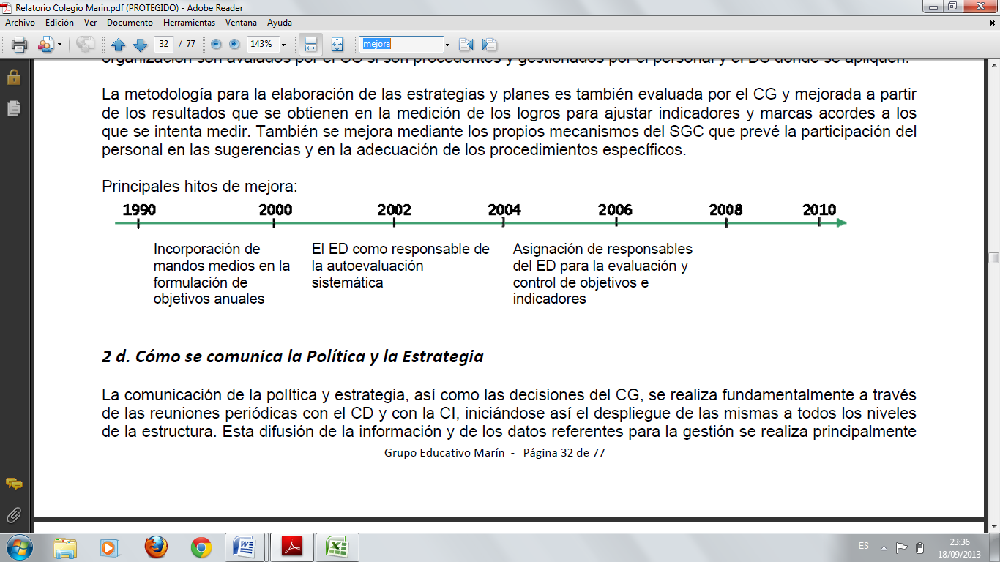 Relatorio Colegio Marin.pdf (PROTEGIDO) - Adobe Reader
Archivo Edición Ver Documento Herramientas Ventana Ayuda
32 / 77 143% mejora
organización son avalados por el CG si son procedentes y gestionados por el personal y el DS donde se apliquen.
La metodología para la elaboración de las estrategias y planes es también evaluada por el CG y mejorada a partir
de los resultados que se obtienen en la medición de los logros para ajustar indicadores y marcas acordes a los
que se intenta medir. También se mejora mediante los propios mecanismos del SGC que prevé la participación del
personal en las sugerencias y en la adecuación de los procedimientos específicos.
Principales hitos de mejora:
1990 2000 2002 2004 2006 2008 2010
Incorporación de
mandos medios en la
formulación de
objetivos anuales
El ED como responsable de
la autoevaluación
sistemática
Asignación de responsables
del ED para la evaluación y
control de objetivos e
indicadores
2 d. Cómo se comunica la Política y la Estrategia
La comunicación de la política y estrategia, así como las decisiones del CG, se realiza fundamentalmente a través
de las reuniones periódicas con el CD y con la CI, iniciándose así el despliegue de las mismas a todos los niveles
de la estructura. Esta difusión de la información y de los datos referentes para la gestión se realiza principalmente
Grupo Educativo Marín - Página 32 de 77
ES
23:36
18/09/2013